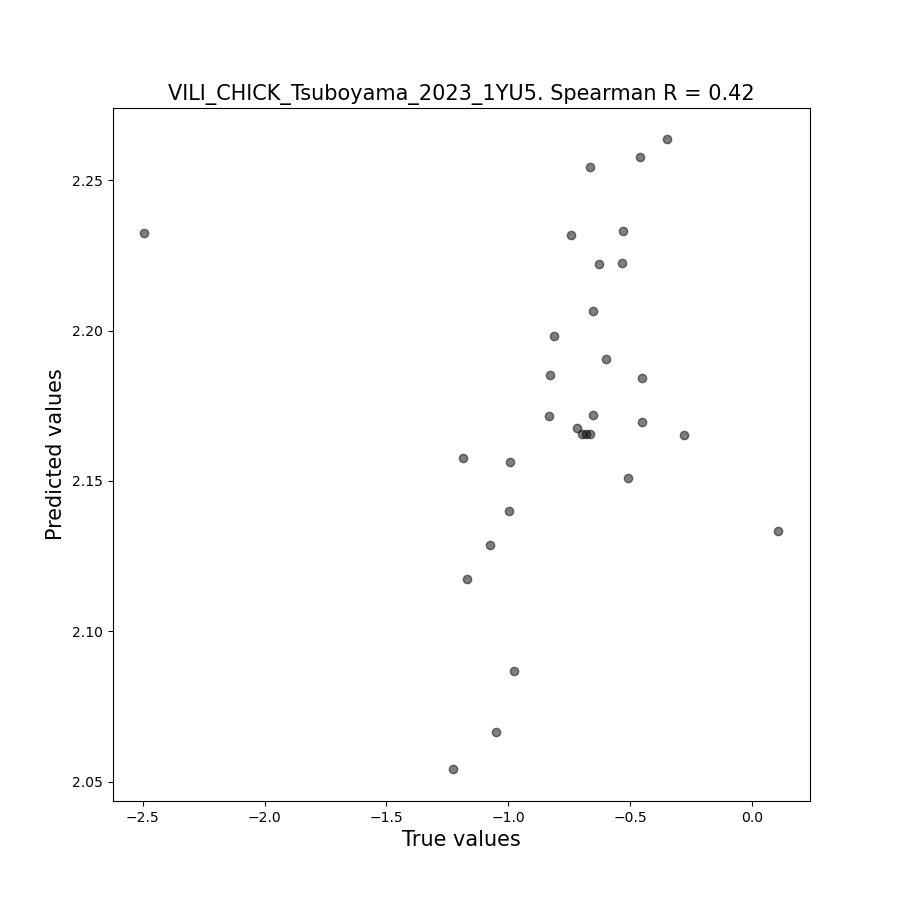 VILI_CHICK_Tsuboyama_2023_1YU5. Spearman R = 0.42
Predicted values
2.25
2.20
2.15
2.10
2.05
−2.5 −2.0 −1.5 −1.0 −0.5 0.0
True values